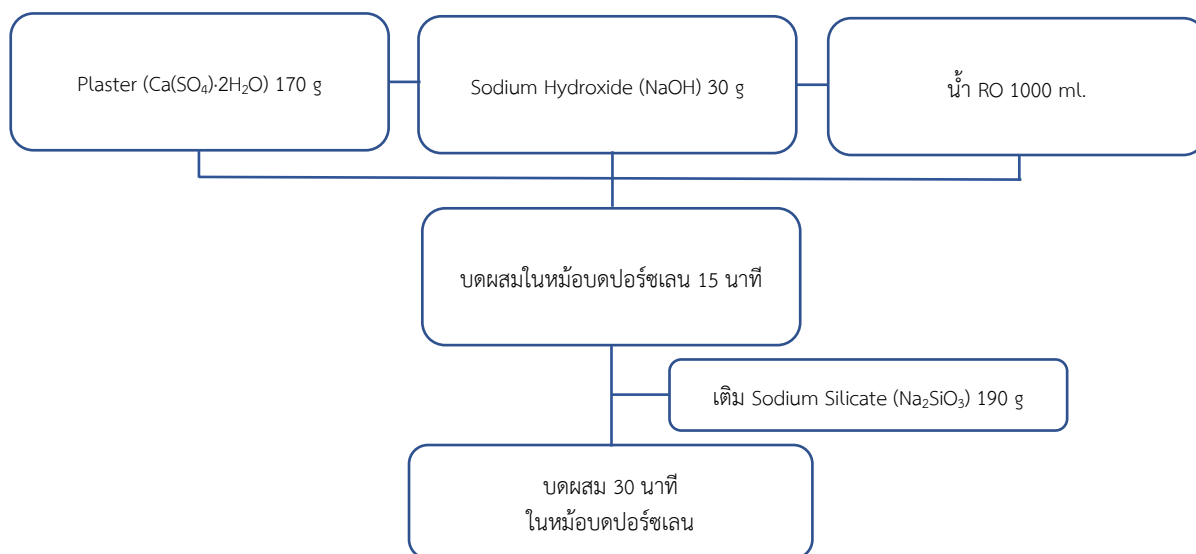 Plaster (Ca(SO₄)·2H₂O) 170 g
Sodium Hydroxide (NaOH) 30 g
น้ำ RO 1000 ml.
บดผสมในหม้อบดปอร์ซเลน 15 นาที
เติม Sodium Silicate (Na₂SiO₃) 190 g
บดผสม 30 นาที
ในหม้อบดปอร์ซเลน